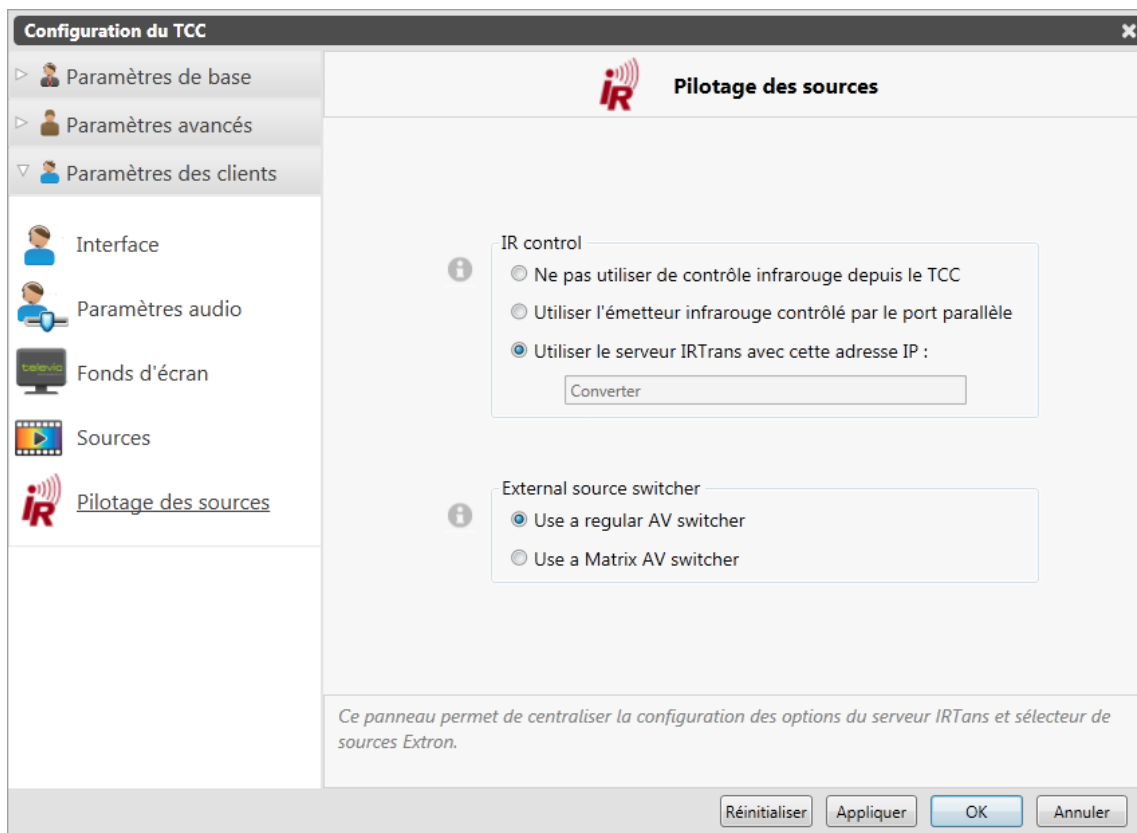 Configuration du TCC
Paramètres de base
Paramètres avancés
Paramètres des clients
Interface
Paramètres audio
televic
Fonds d'écran
Sources
IR
Pilotage des sources
IR
Pilotage des sources
IR control
Ne pas utiliser de contrôle infrarouge depuis le TCC
Utiliser l'émetteur infrarouge contrôlé par le port parallèle
Utiliser le serveur IRTrans avec cette adresse IP :
Converter
External source switcher
Use a regular AV switcher
Use a Matrix AV switcher
Ce panneau permet de centraliser la configuration des options du serveur IRTans et sélecteur de
sources Extron.
Réinitialiser
Appliquer
OK
Annuler